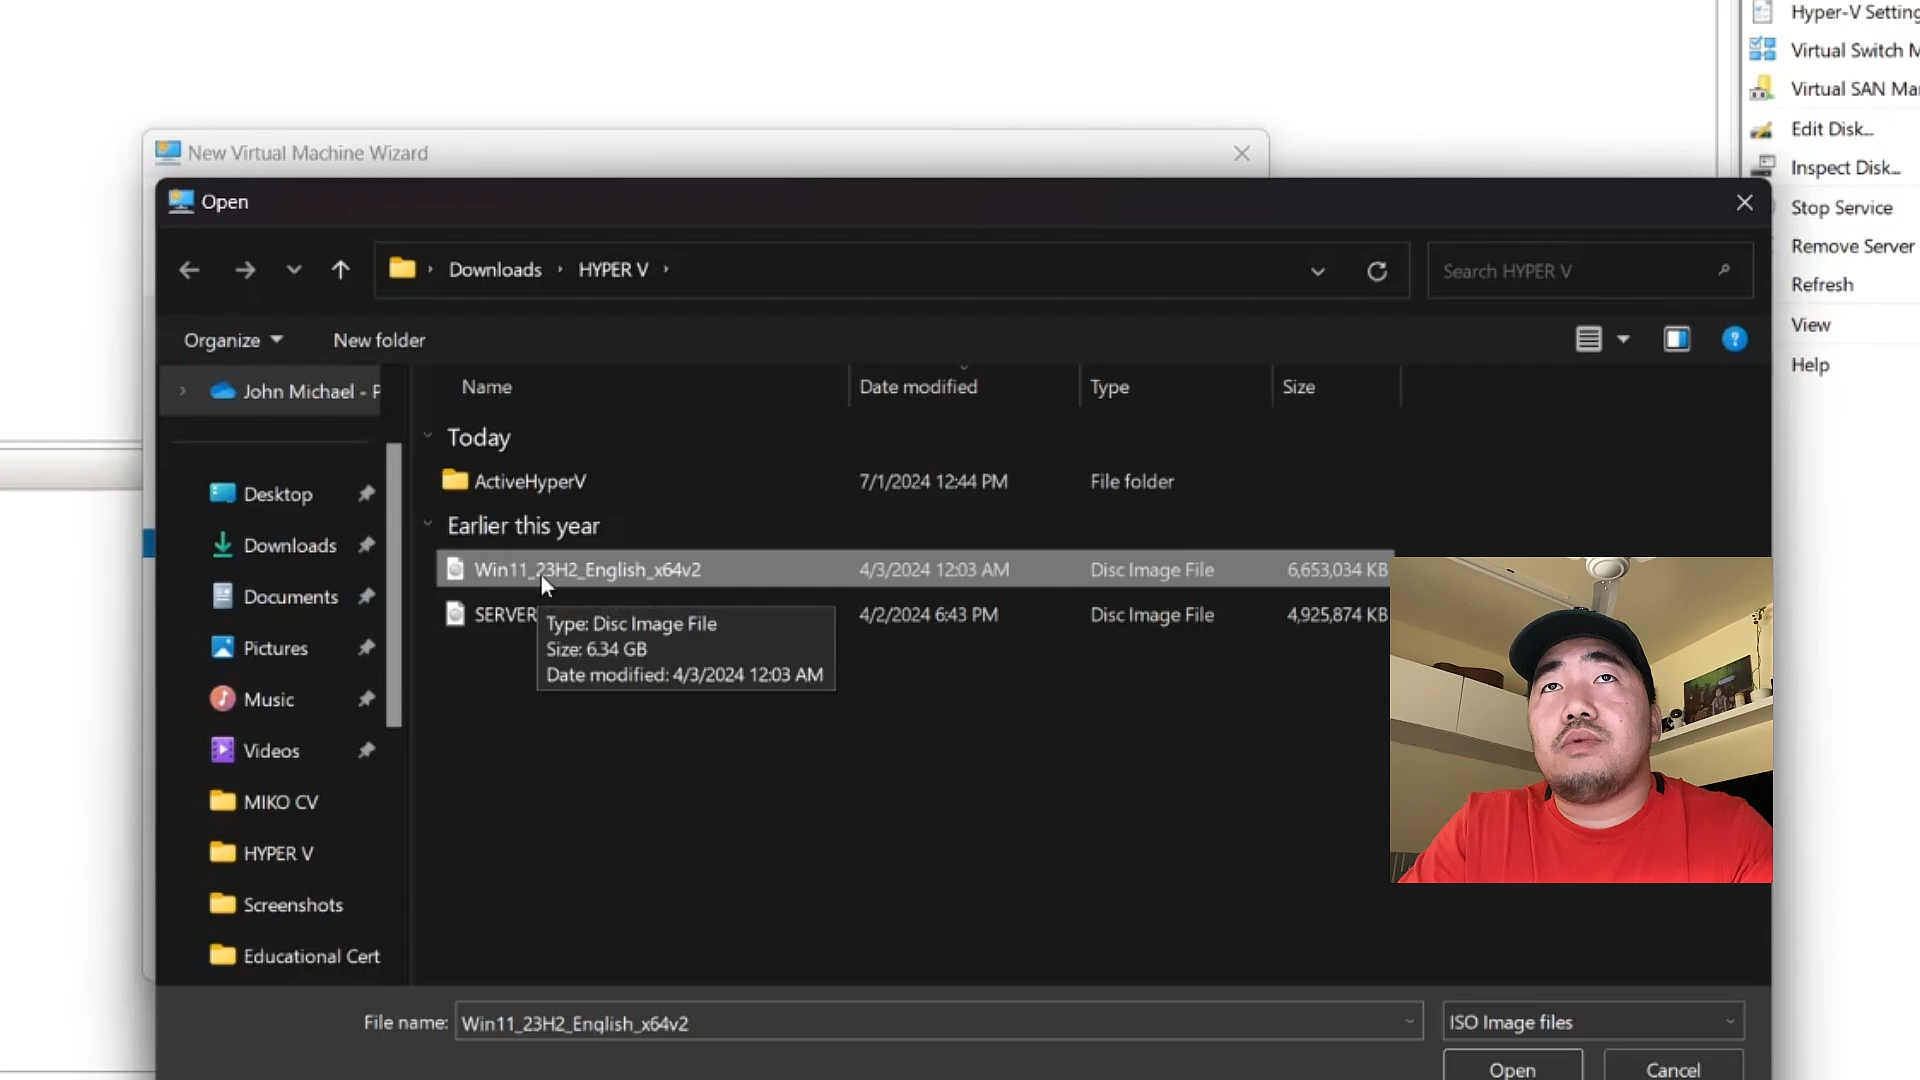 Hyper-V Setting
Virtual Switch M
Virtual SAN Ma
Edit Disk...
Inspect Disk...
Stop Service
Remove Server
Refresh
View
Help
New Virtual Machine Wizard
Open
Downloads
HYPER V
Search HYPER V
Organize
New folder
John Michael - P
Desktop
Downloads
Documents
Pictures
Music
Videos
MIKO CV
HYPER V
Screenshots
Educational Cert
Name Date modified Type Size
Today
ActiveHyperV 7/1/2024 12:44 PM File folder
Earlier this year
Win11_23H2_English_x64v2 4/3/2024 12:03 AM Disc Image File 6,653,034 KB
SERVER 4/2/2024 6:43 PM Disc Image File 4,925,874 KB
Type: Disc Image File
Size: 6.34 GB
Date modified: 4/3/2024 12:03 AM
File name: Win11_23H2_English_x64v2 ISO Image files
Open Cancel